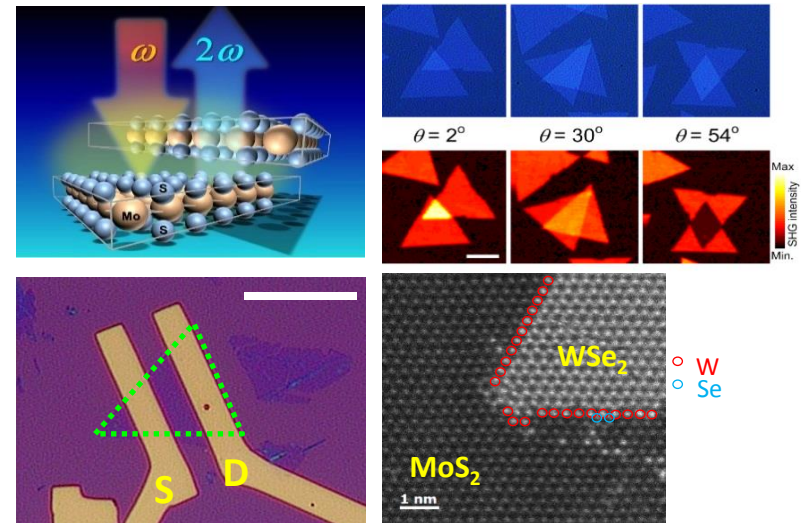 ω
2ω
S
Mo
S
θ = 2°
θ = 30°
θ = 54°
Max
SHG intensity
Min.
S
D
WSe₂
MoS₂
1 nm
W
Se